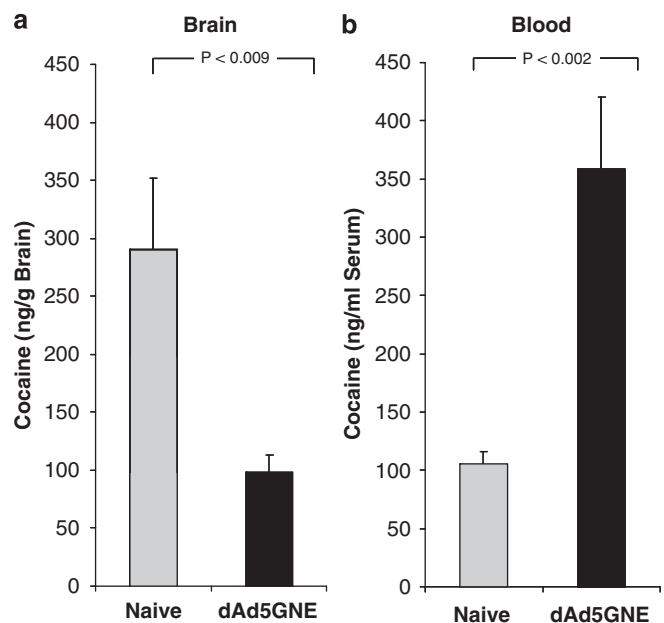 a
Brain
P < 0.009
Cocaine (ng/g Brain)
450
400
350
300
250
200
150
100
50
0
Naive
dAd5GNE
b
Blood
P < 0.002
Cocaine (ng/ml Serum)
450
400
350
300
250
200
150
100
50
0
Naive
dAd5GNE